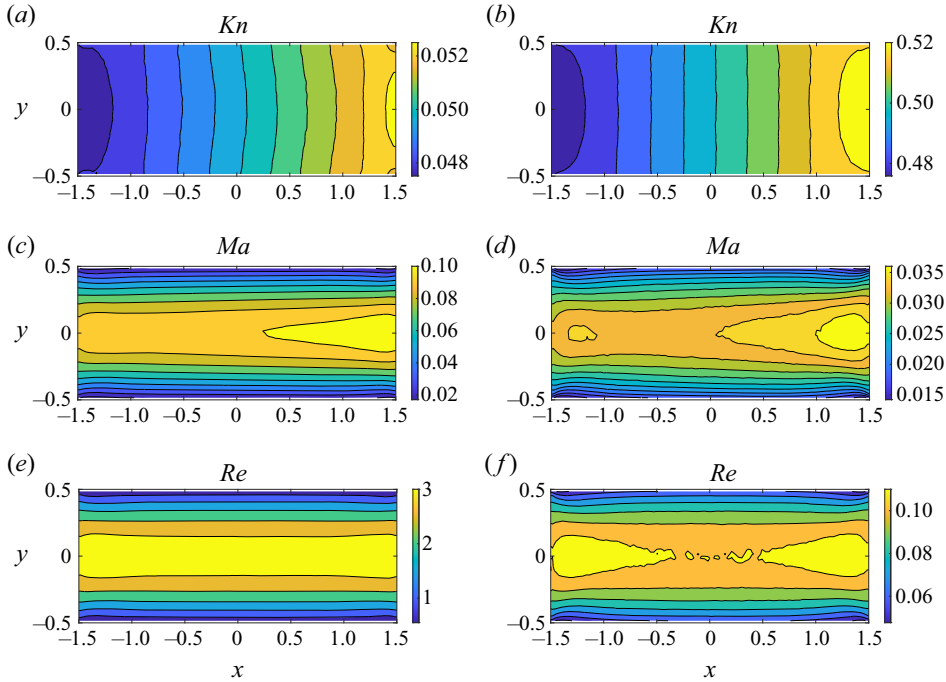 (a) Kn (b) Kn
0.5 0.052 0.5 0.52
y 0 0.050 y 0 0.50
0.048 0.48
−0.5 −0.5
−1.5 −1.0 −0.5 0 0.5 1.0 1.5 −1.5 −1.0 −0.5 0 0.5 1.0 1.5
(c) Ma (d) Ma
0.5 0.10 0.5 0.035
0.08 0.030
y 0 0.06 y 0 0.025
0.04 0.020
0.02 0.015
−0.5 −0.5
−1.5 −1.0 −0.5 0 0.5 1.0 1.5 −1.5 −1.0 −0.5 0 0.5 1.0 1.5
(e) Re (f) Re
0.5 3 0.5
0.10
y 0 2 y 0 0.08
1 0.06
−0.5 −0.5
−1.5 −1.0 −0.5 0 0.5 1.0 1.5 −1.5 −1.0 −0.5 0 0.5 1.0 1.5
x x